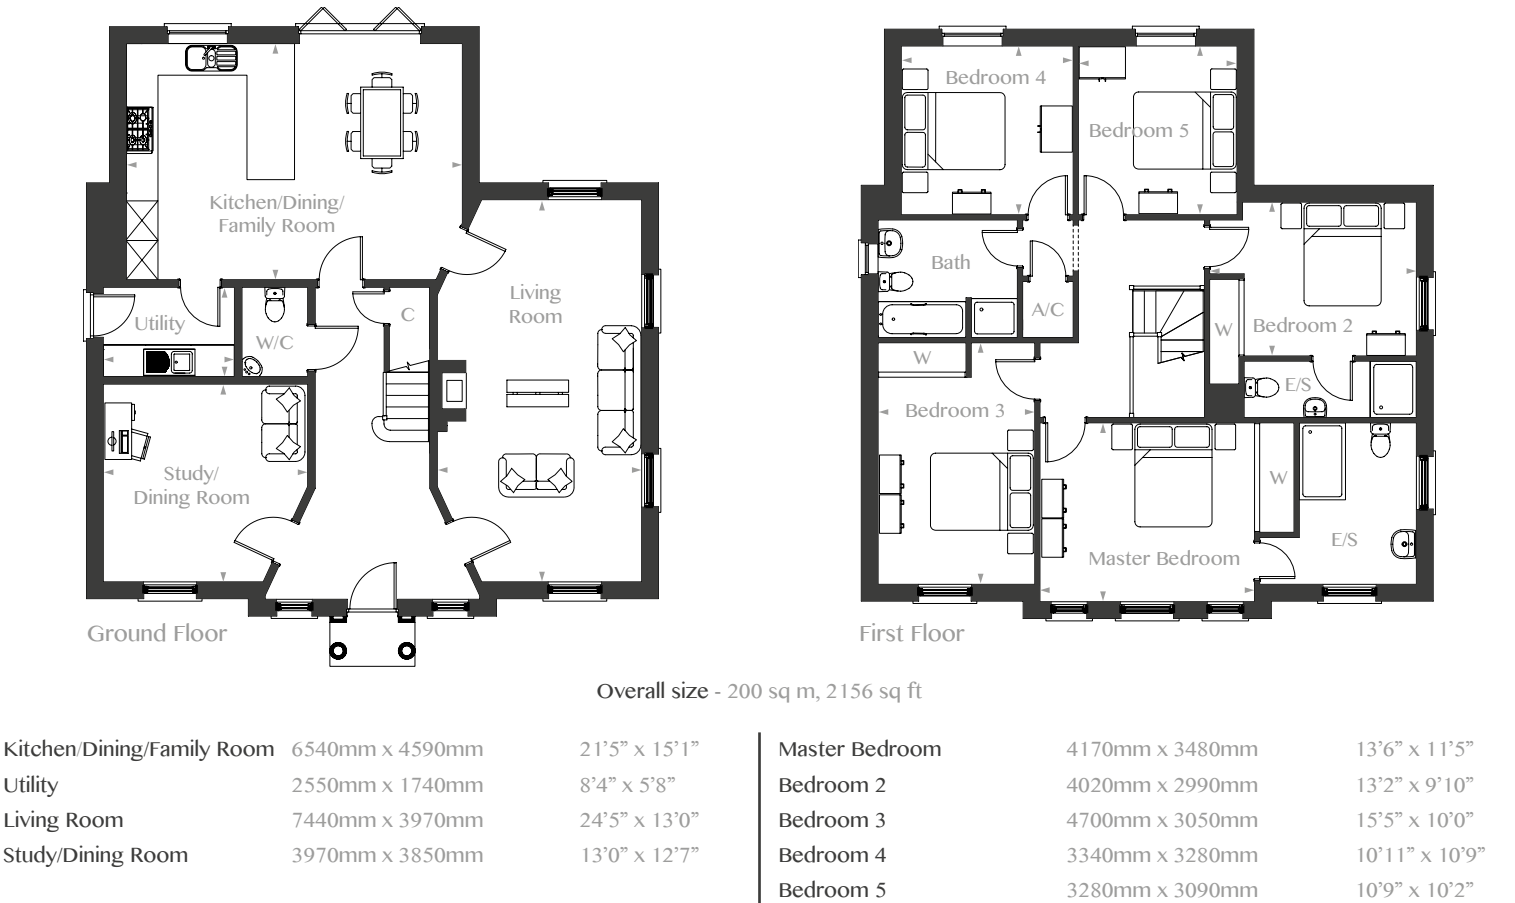 Kitchen/Dining/
Family Room
Living
Room
Utility
W/C
C
Study/
Dining Room
Ground Floor
Bedroom 4
Bedroom 5
Bath
A/C
W
Bedroom 2
W
E/S
Bedroom 3
W
Master Bedroom
E/S
First Floor
Overall size - 200 sq m, 2156 sq ft
Kitchen/Dining/Family Room 6540mm x 4590mm 21’5” x 15’1”
Utility 2550mm x 1740mm 8’4” x 5’8”
Living Room 7440mm x 3970mm 24’5” x 13’0”
Study/Dining Room 3970mm x 3850mm 13’0” x 12’7”
Master Bedroom 4170mm x 3480mm 13’6” x 11’5”
Bedroom 2 4020mm x 2990mm 13’2” x 9’10”
Bedroom 3 4700mm x 3050mm 15’5” x 10’0”
Bedroom 4 3340mm x 3280mm 10’11” x 10’9”
Bedroom 5 3280mm x 3090mm 10’9” x 10’2”